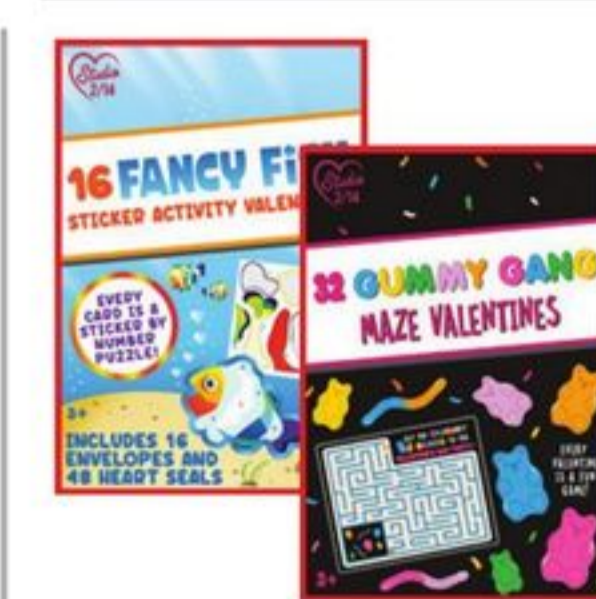 Studio
2/14
16 FANCY Fi
STICKER ACTIVITY VALEN
EVERY
CARD IS A
STICKER BY
NUMBER
PUZZLE!
3+
INCLUDES 16
ENVELOPES AND
48 HEART SEALS
Studio
2/14
32 GUMMY GANG
MAZE VALENTINES
EVERY
VALENTINE
IS A FUN
GAME!
3+